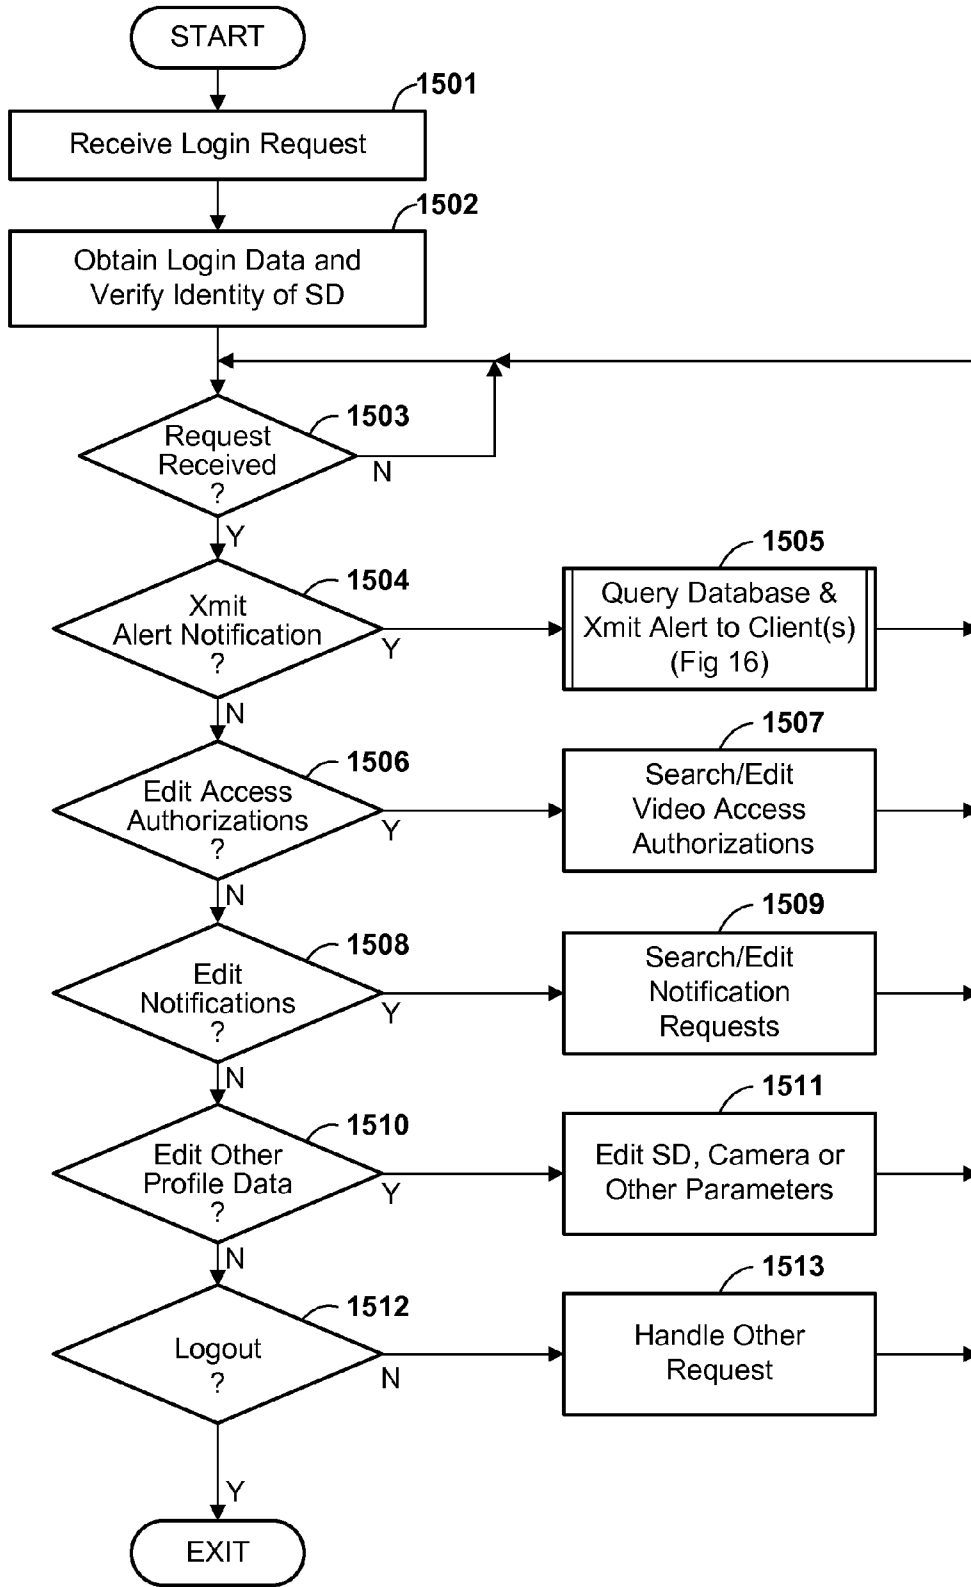 START
1501
Receive Login Request
1502
Obtain Login Data and
Verify Identity of SD
1503
Request
Received
?
N
Y
1504
Xmit
Alert Notification
?
Y
1505
Query Database &
Xmit Alert to Client(s)
(Fig 16)
N
1506
Edit Access
Authorizations
?
Y
1507
Search/Edit
Video Access
Authorizations
N
1508
Edit
Notifications
?
Y
1509
Search/Edit
Notification
Requests
N
1510
Edit Other
Profile Data
?
Y
1511
Edit SD, Camera or
Other Parameters
N
1512
Logout
?
N
1513
Handle Other
Request
Y
EXIT